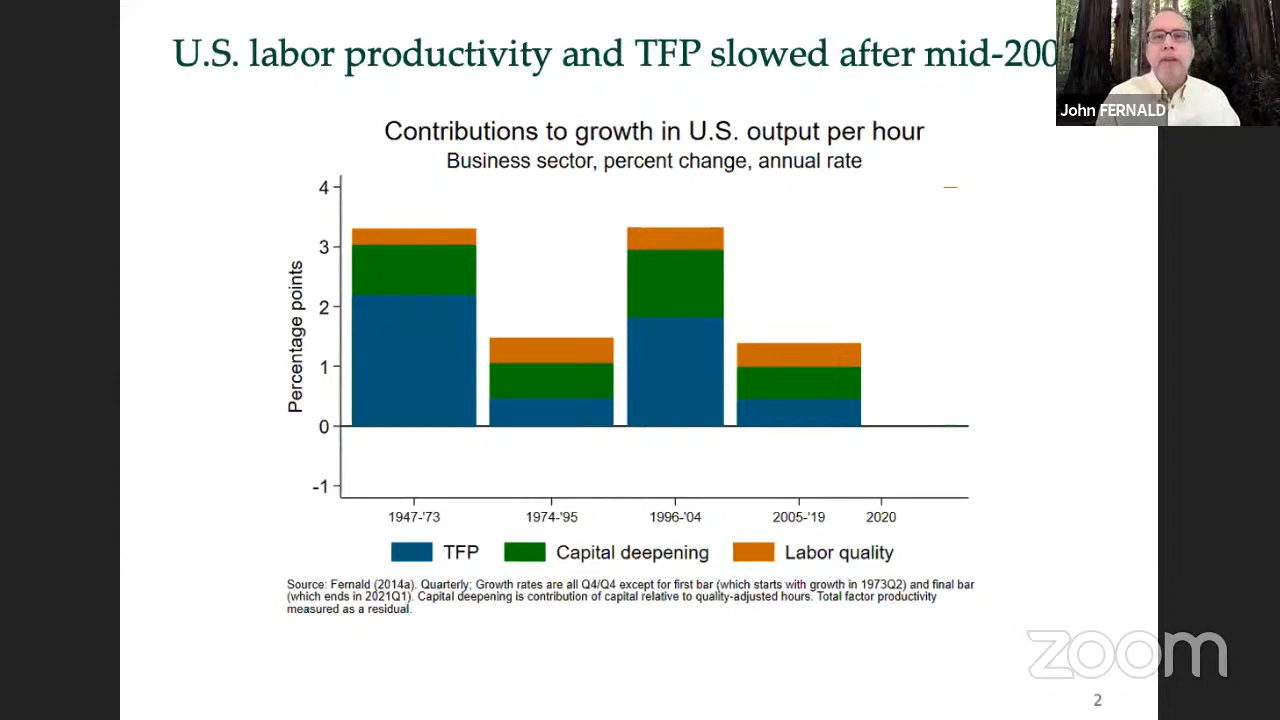 U.S. labor productivity and TFP slowed after mid-200
John FERNALD
Contributions to growth in U.S. output per hour
Business sector, percent change, annual rate
4
3
2
1
0
-1
Percentage points
1947-'73 1974-'95 1996-'04 2005-'19 2020
TFP Capital deepening Labor quality
Source: Fernald (2014a). Quarterly; Growth rates are all Q4/Q4 except for first bar (which starts with growth in 1973Q2) and final bar
(which ends in 2021Q1). Capital deepening is contribution of capital relative to quality-adjusted hours. Total factor productivity
measured as a residual.
zoom
2